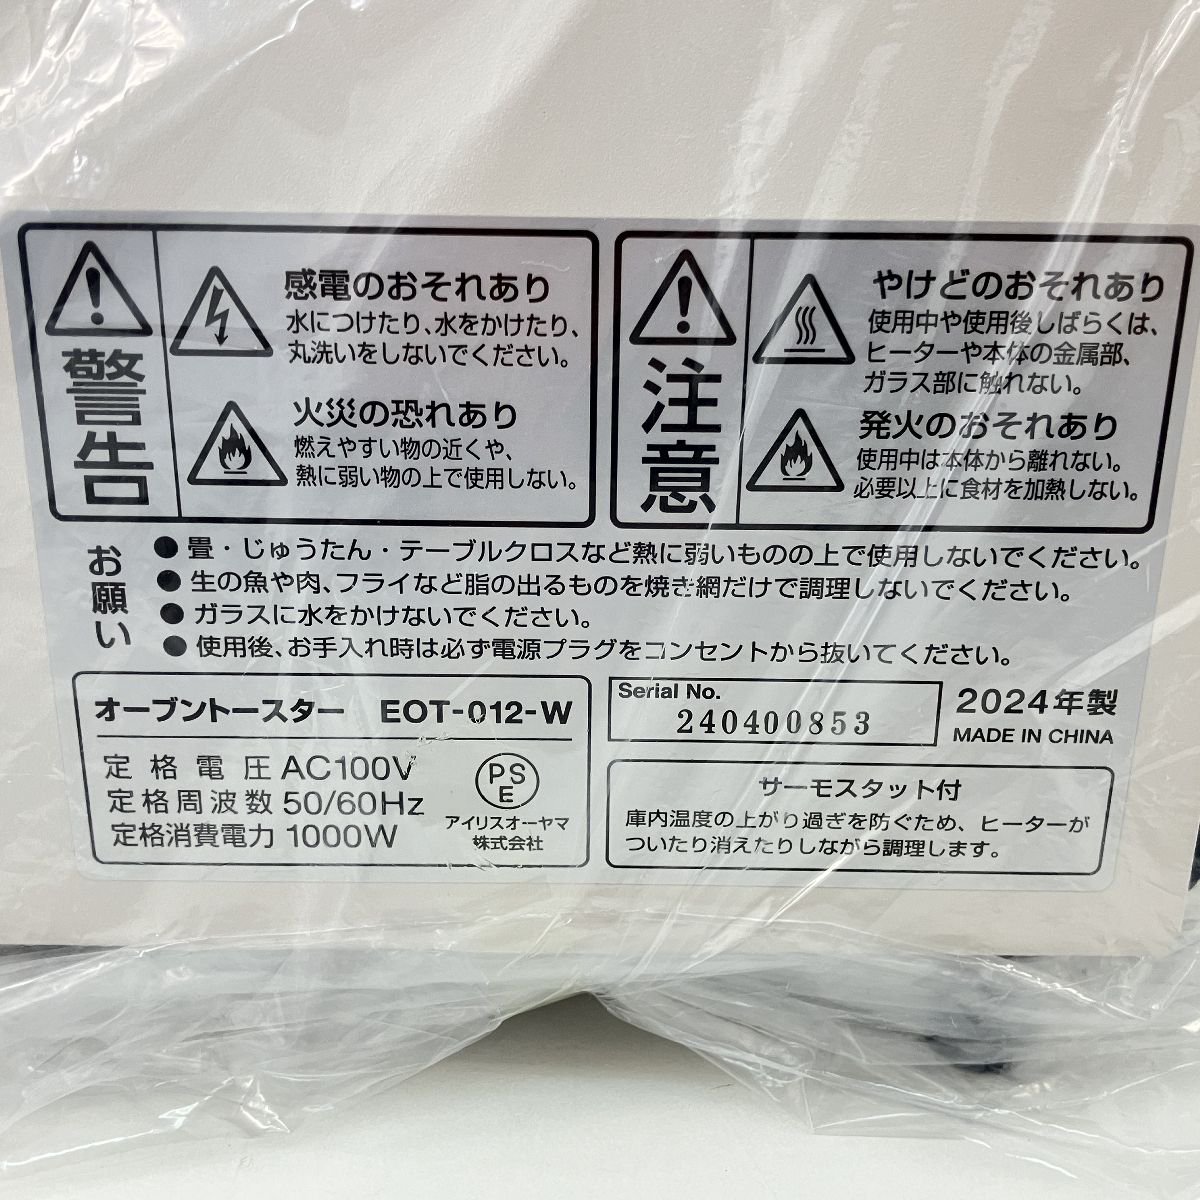 警告
感電のおそれあり
水につけたり、水をかけたり、
丸洗いをしないでください。
火災の恐れあり
燃えやすい物の近くや、
熱に弱い物の上で使用しない。
注意
やけどのおそれあり
使用中や使用後しばらくは、
ヒーターや本体の金属部、
ガラス部に触れない。
発火のおそれあり
使用中は本体から離れない。
必要以上に食材を加熱しない。
お願い
●畳・じゅうたん・テーブルクロスなど熱に弱いものの上で使用しないでください。
●生の魚や肉、フライなど脂の出るものを焼き網だけで調理しないでください。
●ガラスに水をかけないでください。
●使用後、お手入れ時は必ず電源プラグをコンセントから抜いてください。
オーブントースター EOT-012-W
定格電圧 AC100V
定格周波数 50/60Hz
定格消費電力 1000W
PSE
アイリスオーヤマ
株式会社
Serial No.
240400853
2024年製
MADE IN CHINA
サーモスタット付
庫内温度の上がり過ぎを防ぐため、ヒーターが
ついたり消えたりしながら調理します。